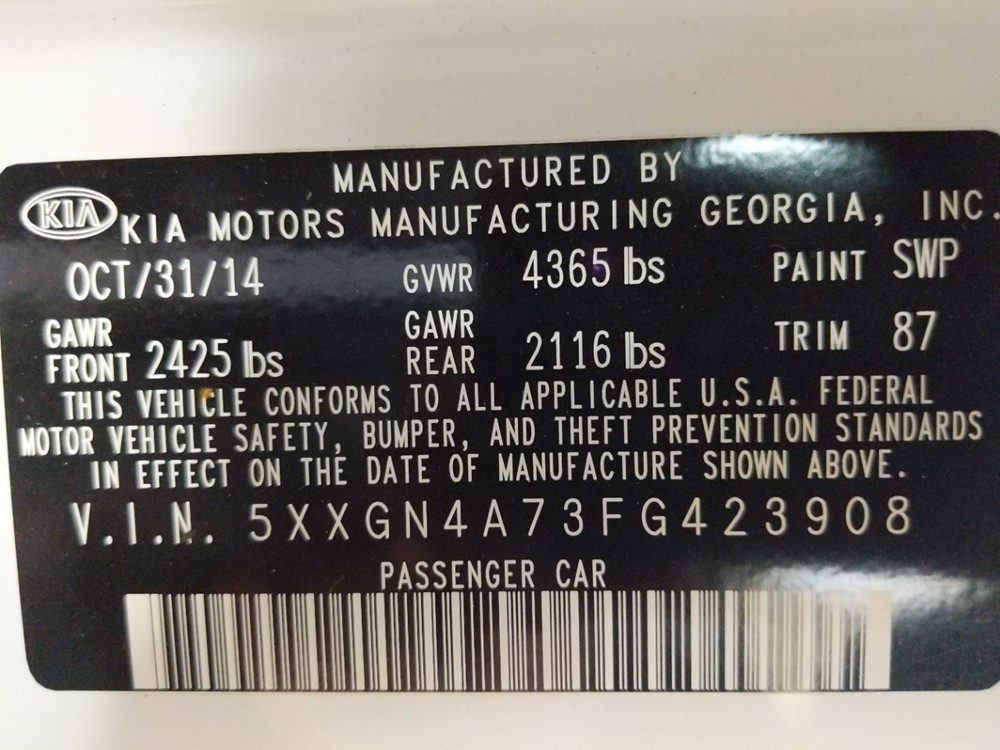 MANUFACTURED BY
KIA KIA MOTORS MANUFACTURING GEORGIA, INC.
OCT/31/14 GVWR 4365 lbs PAINT SWP
GAWR FRONT 2425 lbs GAWR REAR 2116 lbs TRIM 87
THIS VEHICLE CONFORMS TO ALL APPLICABLE U.S.A. FEDERAL
MOTOR VEHICLE SAFETY, BUMPER, AND THEFT PREVENTION STANDARDS
IN EFFECT ON THE DATE OF MANUFACTURE SHOWN ABOVE.
V.I.N. 5XXGN4A73FG423908
PASSENGER CAR